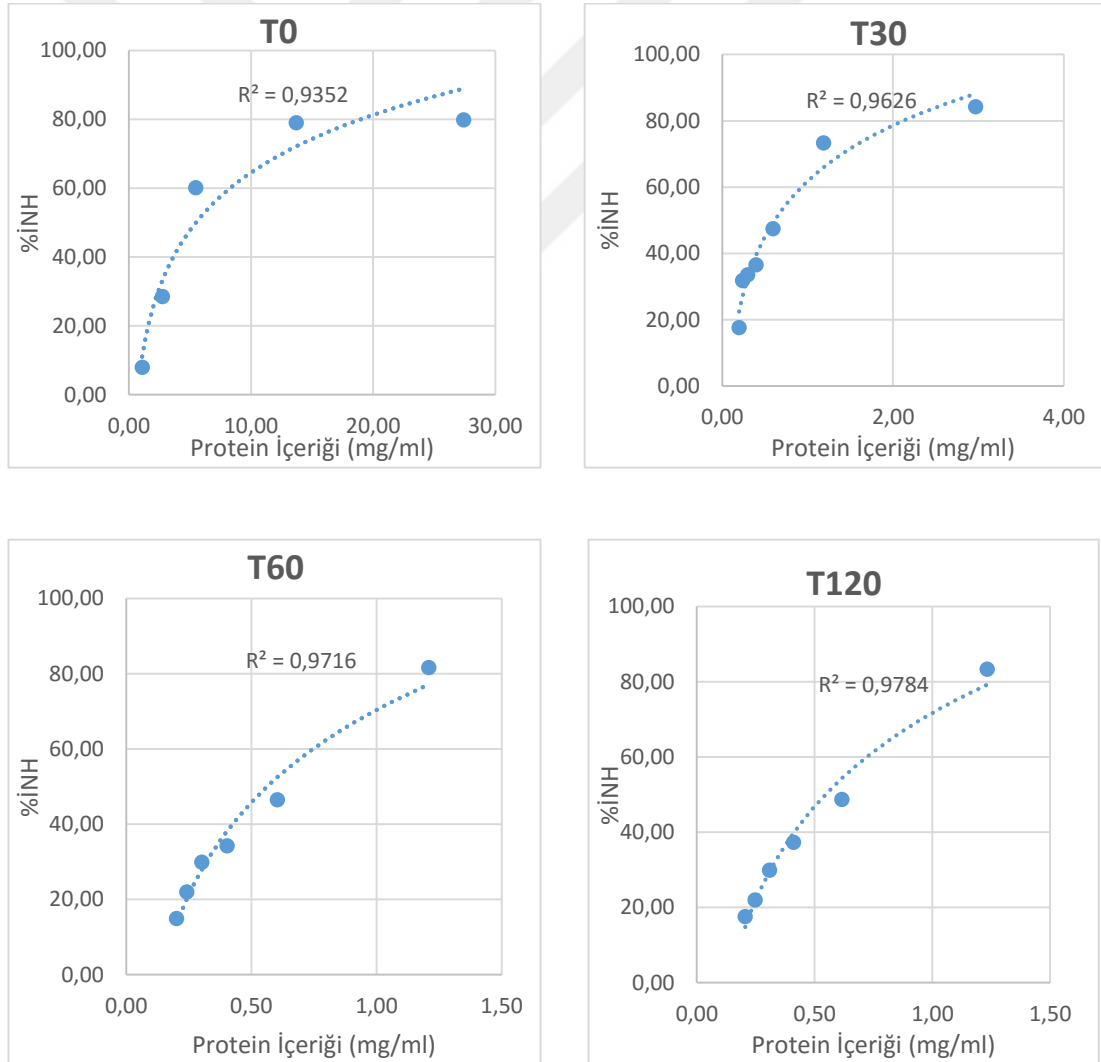 T0
100,00
80,00
60,00
40,00
20,00
0,00
%İNH
R² = 0,9352
0,00 10,00 20,00 30,00
Protein İçeriği (mg/ml)
T30
100,00
80,00
60,00
40,00
20,00
0,00
%İNH
R² = 0,9626
0,00 2,00 4,00
Protein İçeriği (mg/ml)
T60
100,00
80,00
60,00
40,00
20,00
0,00
%İNH
R² = 0,9716
0,00 0,50 1,00 1,50
Protein İçeriği (mg/ml)
T120
100,00
80,00
60,00
40,00
20,00
0,00
%İNH
R² = 0,9784
0,00 0,50 1,00 1,50
Protein İçeriği (mg/ml)